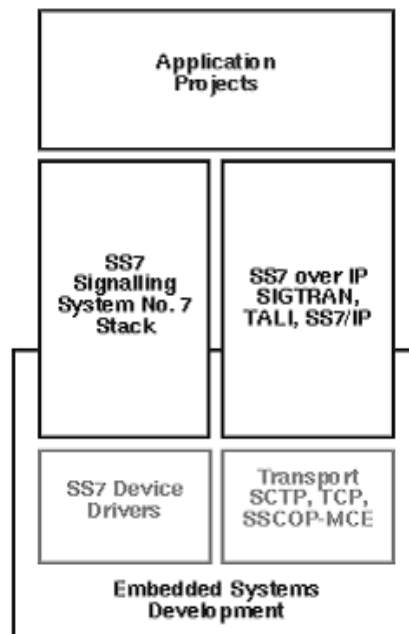 Application
Projects
SS7
Signalling
System No. 7
Stack
SS7 over IP
SIGTRAN,
TALI, SS7/IP
SS7 Device
Drivers
Transport
SCTP, TCP,
SSCOP-MCE
Embedded Systems
Development